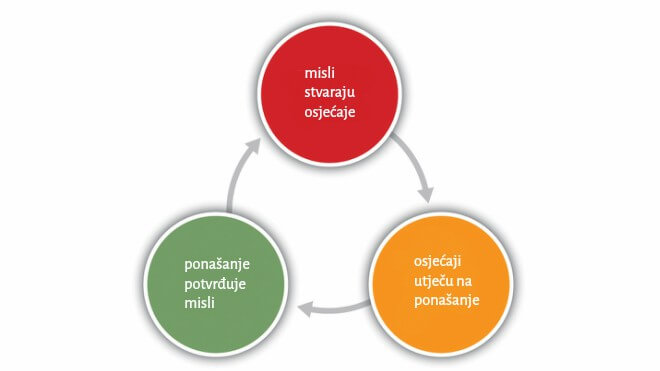 misli
stvaraju
osjećaje
osjećaji
utječu na
ponašanje
ponašanje
potvrđuje
misli